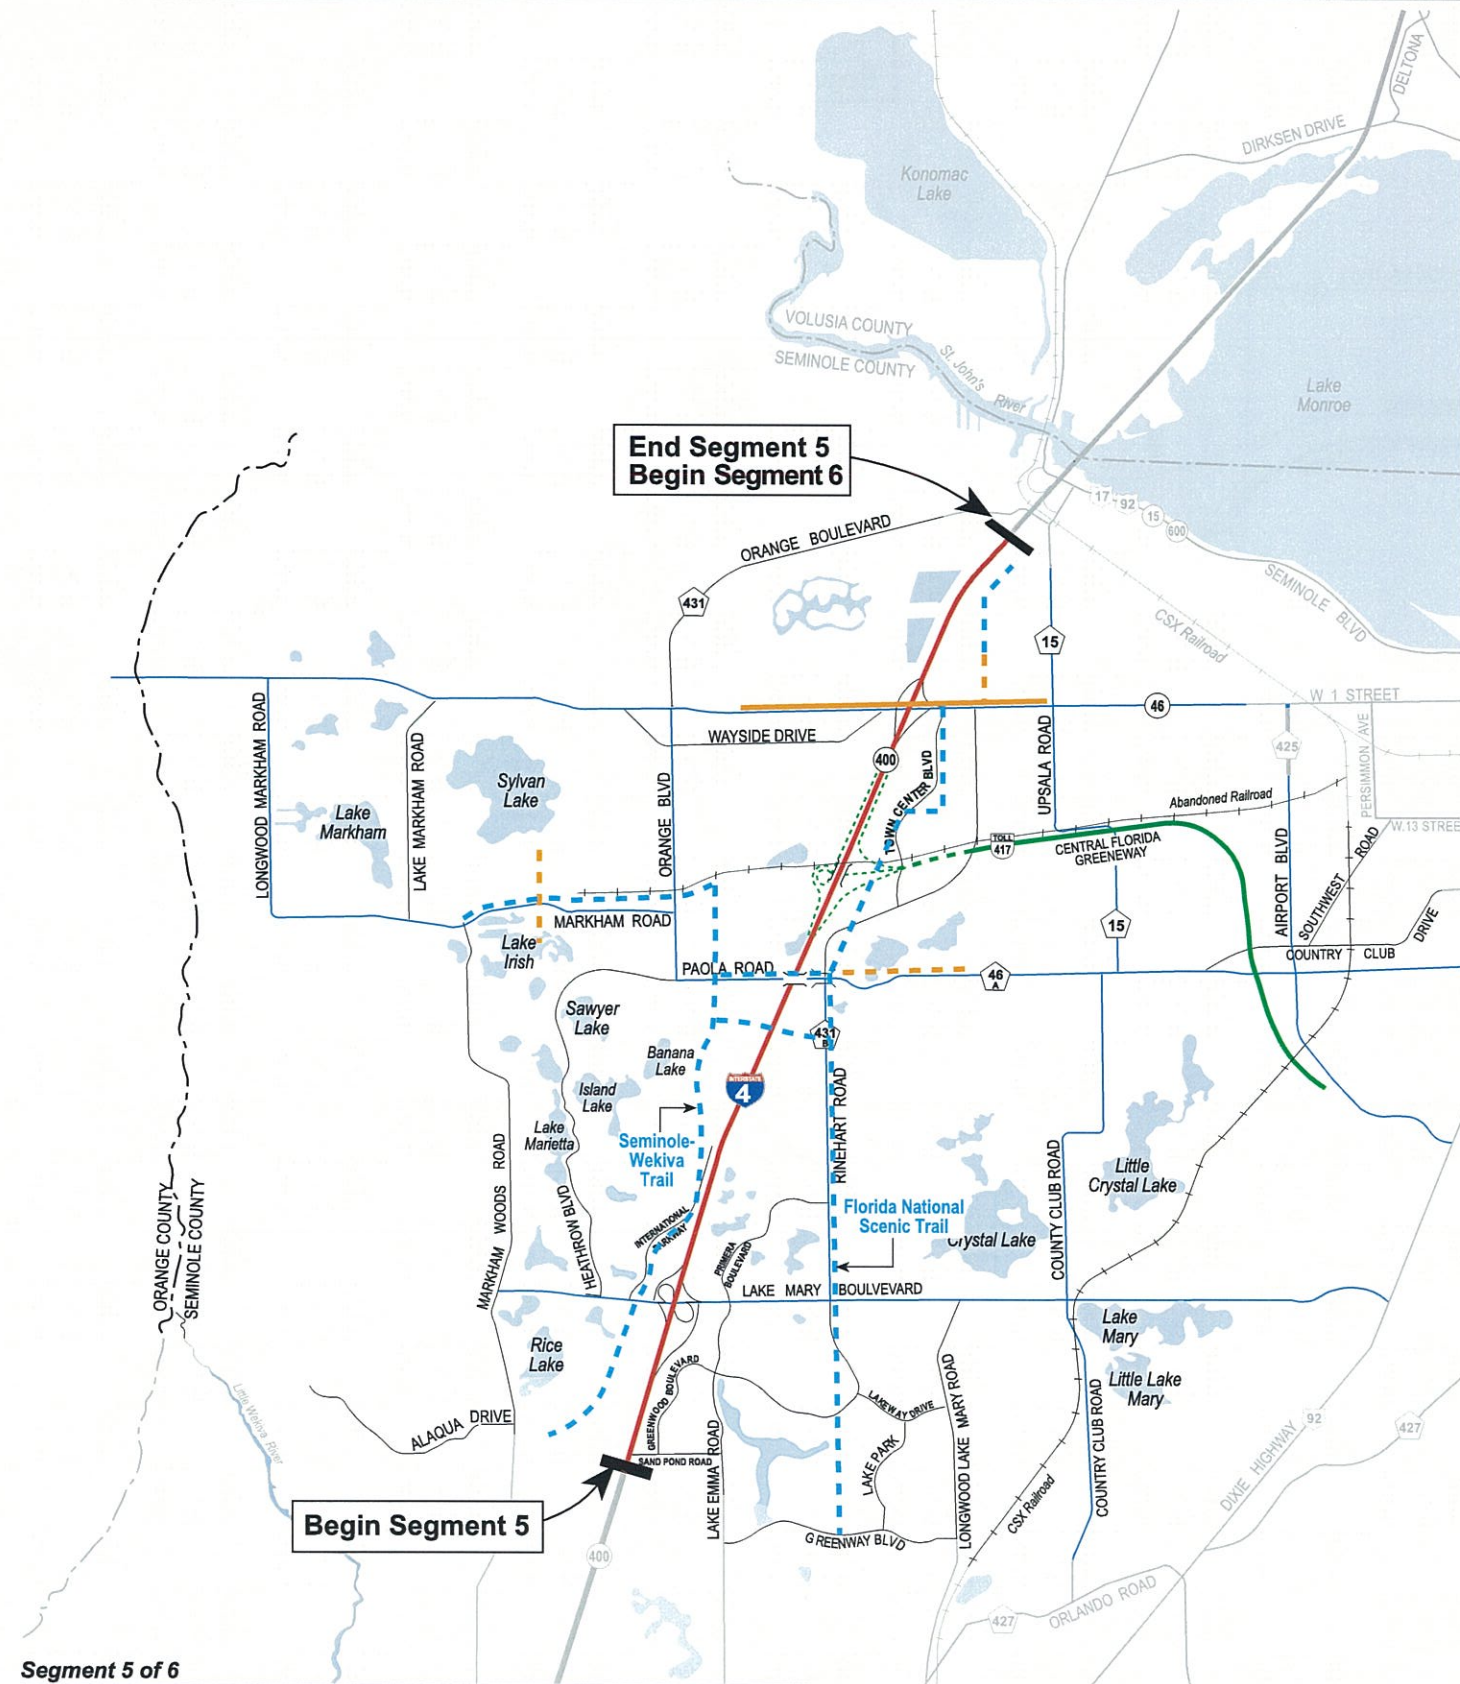 DELTONA
DIRKSEN DRIVE
Konomac
Lake
VOLUSIA COUNTY
SEMINOLE COUNTY
St. John's
River
Lake
Monroe
End Segment 5
Begin Segment 6
17
92
15
600
ORANGE BOULEVARD
SEMINOLE BLVD
431
CSX Railroad
15
W 1 STREET
46
LONGWOOD MARKHAM ROAD
LAKE MARKHAM ROAD
WAYSIDE DRIVE
ORANGE BLVD
400
TOWN CENTER BLVD
UPSALA ROAD
425
PERSIMMON AVE
Sylvan
Lake
Lake
Markham
Abandoned Railroad
TOLL
417
CENTRAL FLORIDA
GREENEWAY
W.13 STREE
AIRPORT BLVD
SOUTHWEST ROAD
MARKHAM ROAD
15
COUNTRY CLUB DRIVE
Lake
Irish
PAOLA ROAD
46
A
Sawyer
Lake
431
B
Banana
Lake
Island
Lake
INTERSTATE
4
RINEHART ROAD
Lake
Marietta
Seminole-
Wekiva
Trail
MARKHAM WOODS ROAD
HEATHROW BLVD
INTERNATIONAL
PARKWAY
PRIMERA
BOULEVARD
Florida National
Scenic Trail
Crystal Lake
COUNTY CLUB ROAD
Little
Crystal Lake
ORANGE COUNTY
SEMINOLE COUNTY
LAKE MARY BOULVEVARD
Rice
Lake
Lake
Mary
Little Lake
Mary
Little Wekiva River
ALAQUA DRIVE
GREENWOOD BOULEVARD
LAKEWAY DRIVE
LAKE PARK
LONGWOOD LAKE MARY ROAD
COUNTRY CLUB ROAD
92
427
DIXIE HIGHWAY
SAND POND ROAD
LAKE EMMA ROAD
CSX Railroad
Begin Segment 5
GREENWAY BLVD
400
427
ORLANDO ROAD
Segment 5 of 6